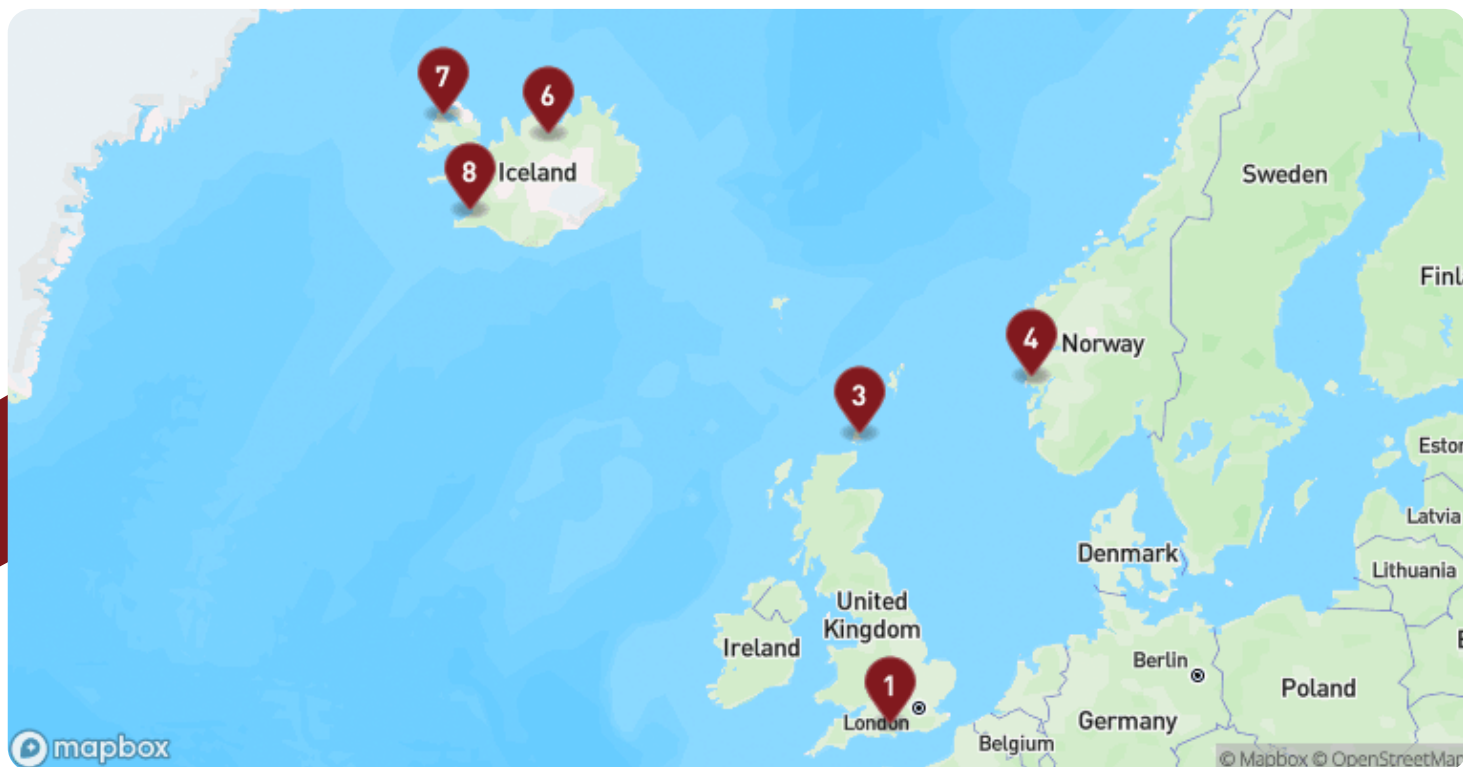 7
6
8
Iceland
Sweden
Finl
4
Norway
3
Estor
Latvia
Denmark
Lithuania
United
Kingdom
Ireland
1
Berlin
Poland
London
Germany
Belgium
mapbox
© Mapbox © OpenStreetMap